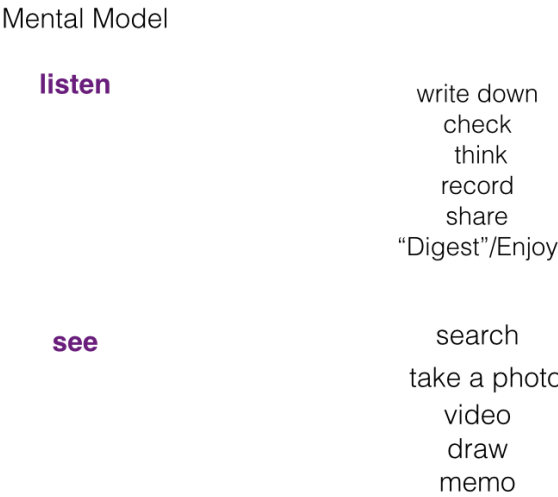 Mental Model
listen
write down
check
think
record
share
“Digest”/Enjoy
see
search
take a photo
video
draw
memo